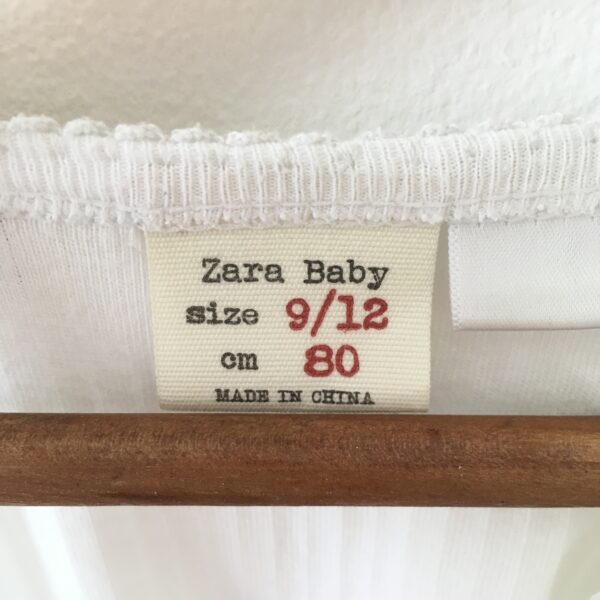 Zara Baby
size 9/12
cm 80
MADE IN CHINA